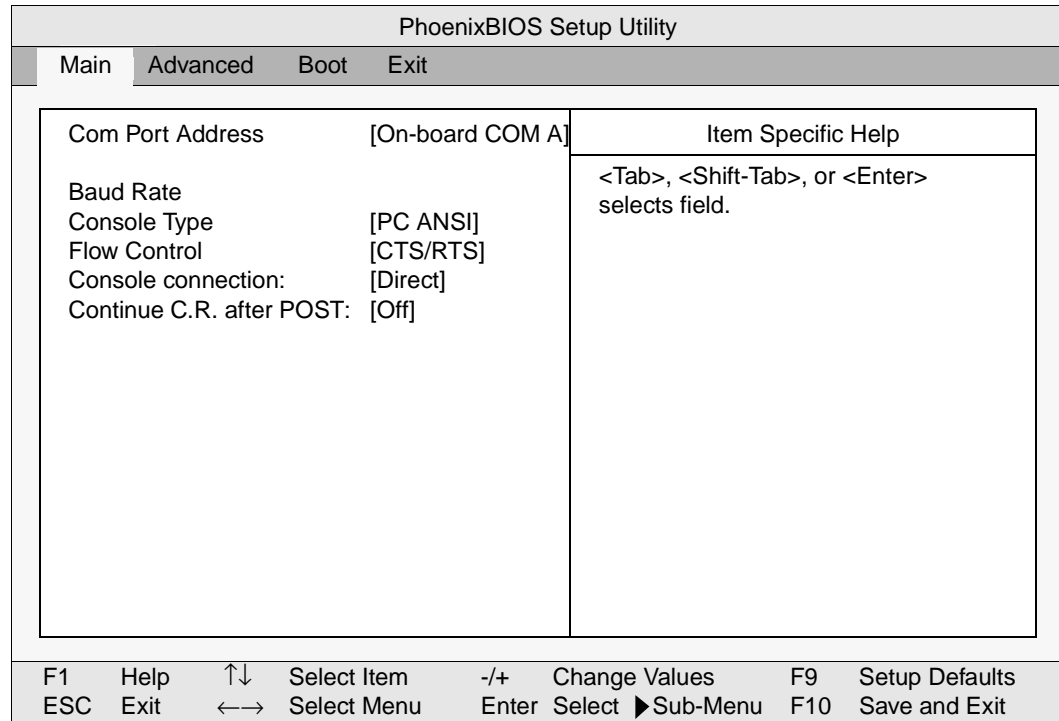 PhoenixBIOS Setup Utility
Main Advanced Boot Exit
Com Port Address [On-board COM A]
Baud Rate
Console Type [PC ANSI]
Flow Control [CTS/RTS]
Console connection: [Direct]
Continue C.R. after POST: [Off]
Item Specific Help
<Tab>, <Shift-Tab>, or <Enter>
selects field.
F1 Help ↑↓ Select Item -/+ Change Values F9 Setup Defaults
ESC Exit ←→ Select Menu Enter Select ▶Sub-Menu F10 Save and Exit